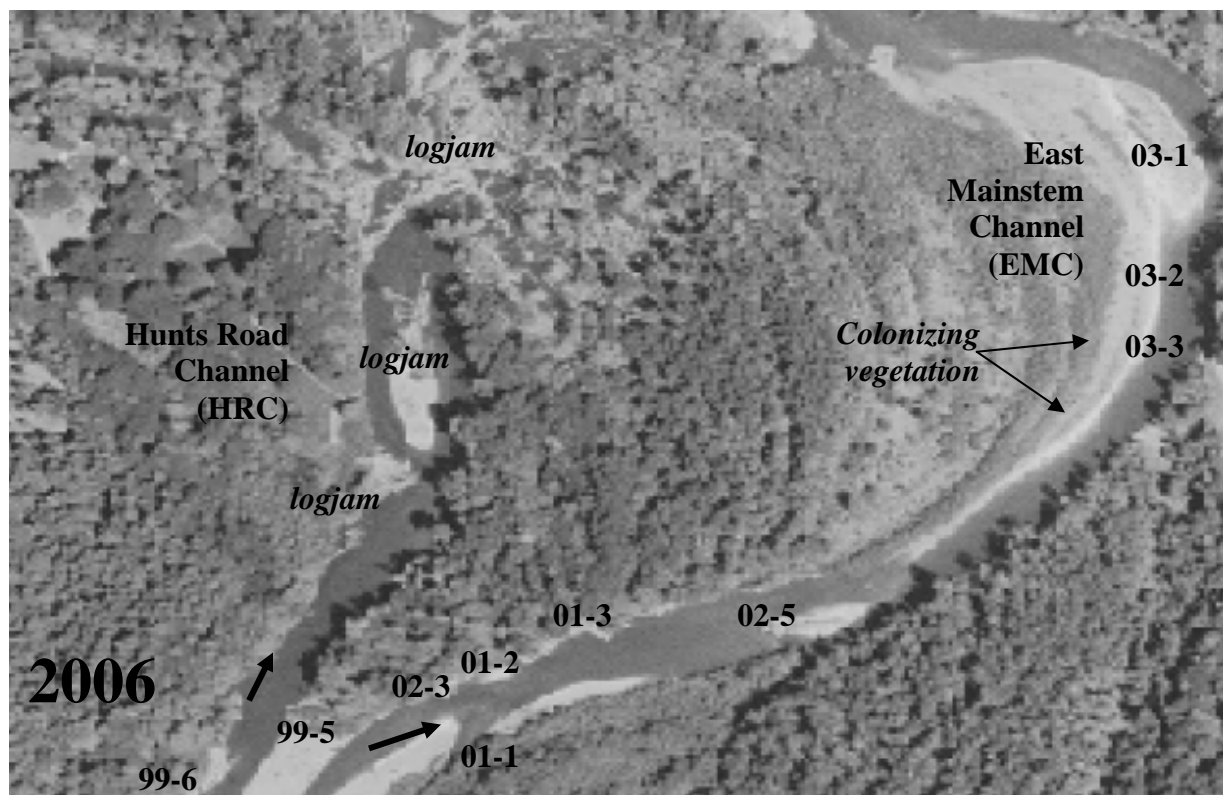 logjam
East
Mainstem
Channel
(EMC)
03-1
03-2
03-3
Colonizing
vegetation
Hunts Road
Channel
(HRC)
logjam
logjam
01-3
02-5
01-2
02-3
2006
99-5
01-1
99-6